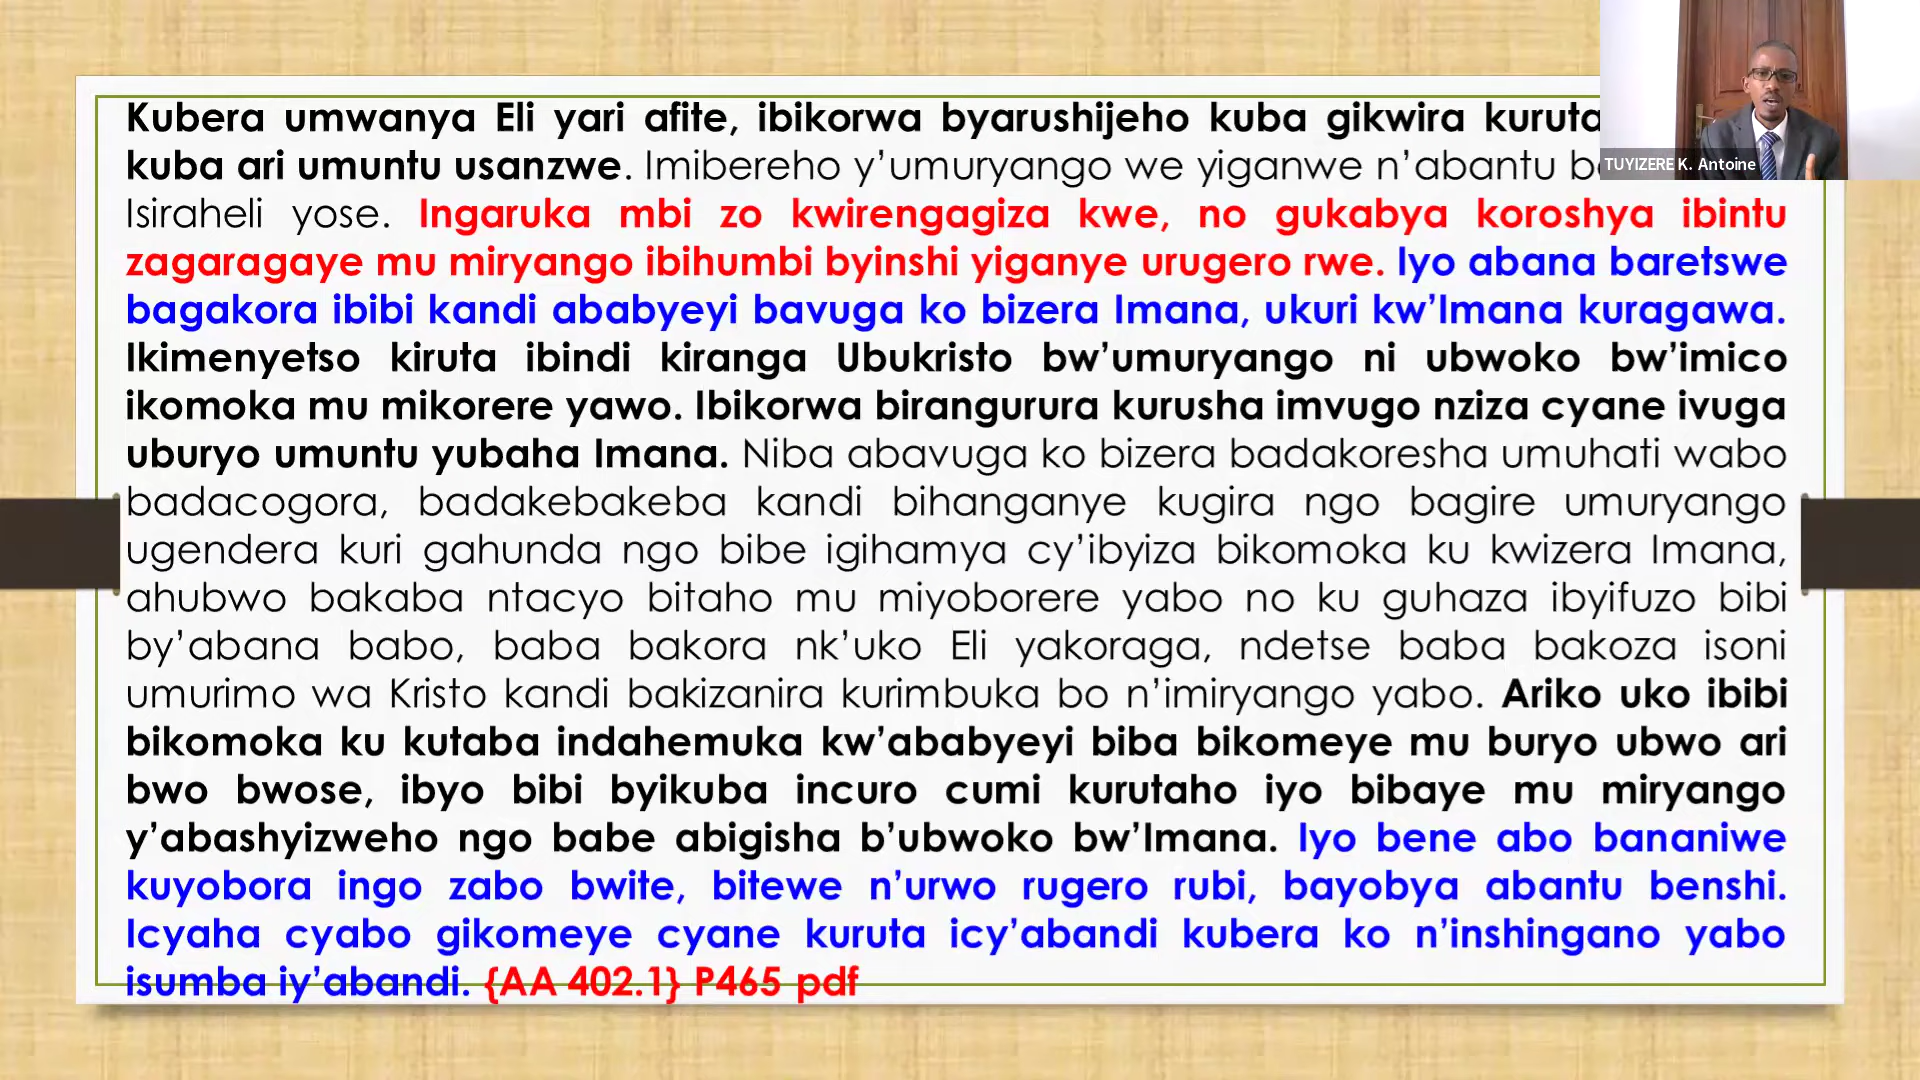 Kubera umwanya Eli yari afite, ibikorwa byarushijeho kuba gikwira kuruta
kuba ari umuntu usanzwe. Imibereho y’umuryango we yiganwe n’abantu
Isiraheli yose. Ingaruka mbi zo kwirengagiza kwe, no gukabya koroshya ibintu
zagaragaye mu miryango ibihumbi byinshi yiganye urugero rwe. Iyo abana baretswe
bagakora ibibi kandi ababyeyi bavuga ko bizera Imana, ukuri kw’Imana kuragawa.
Ikimenyetso kiruta ibindi kiranga Ubukristo bw’umuryango ni ubwoko bw’imico
ikomoka mu mikorere yawo. Ibikorwa birangurura kurusha imvugo nziza cyane ivuga
uburyo umuntu yubaha Imana. Niba abavuga ko bizera badakoresha umuhati wabo
badacogora, badakebakeba kandi bihanganye kugira ngo bagire umuryango
ugendera kuri gahunda ngo bibe igihamya cy’ibyiza bikomoka ku kwizera Imana,
ahubwo bakaba ntacyo bitaho mu miyoborere yabo no ku guhaza ibyifuzo bibi
by’abana babo, baba bakora nk’uko Eli yakoraga, ndetse baba bakoza isoni
umurimo wa Kristo kandi bakizanira kurimbuka bo n’imiryango yabo. Ariko uko ibibi
bikomoka ku kutaba indahemuka kw’ababyeyi biba bikomeye mu buryo ubwo ari
bwo bwose, ibyo bibi byikuba incuro cumi kurutaho iyo bibaye mu miryango
y’abashyizweho ngo babe abigisha b’ubwoko bw’Imana. Iyo bene abo bananiwe
kuyobora ingo zabo bwite, bitewe n’urwo rugero rubi, bayobya abantu benshi.
Icyaha cyabo gikomeye cyane kuruta icy’abandi kubera ko n’inshingano yabo
isumba iy’abandi. {AA 402.1} P465 pdf
TUYIZERE K. Antoine